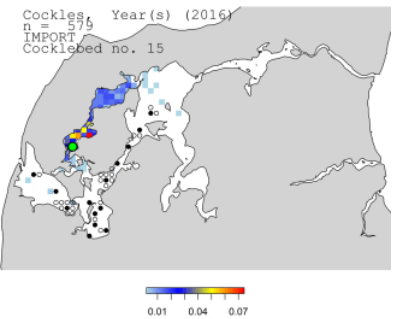 Cockles, Year(s) (2016)
n = 579
IMPORT
Cocklebed no. 15
0.01 0.04 0.07